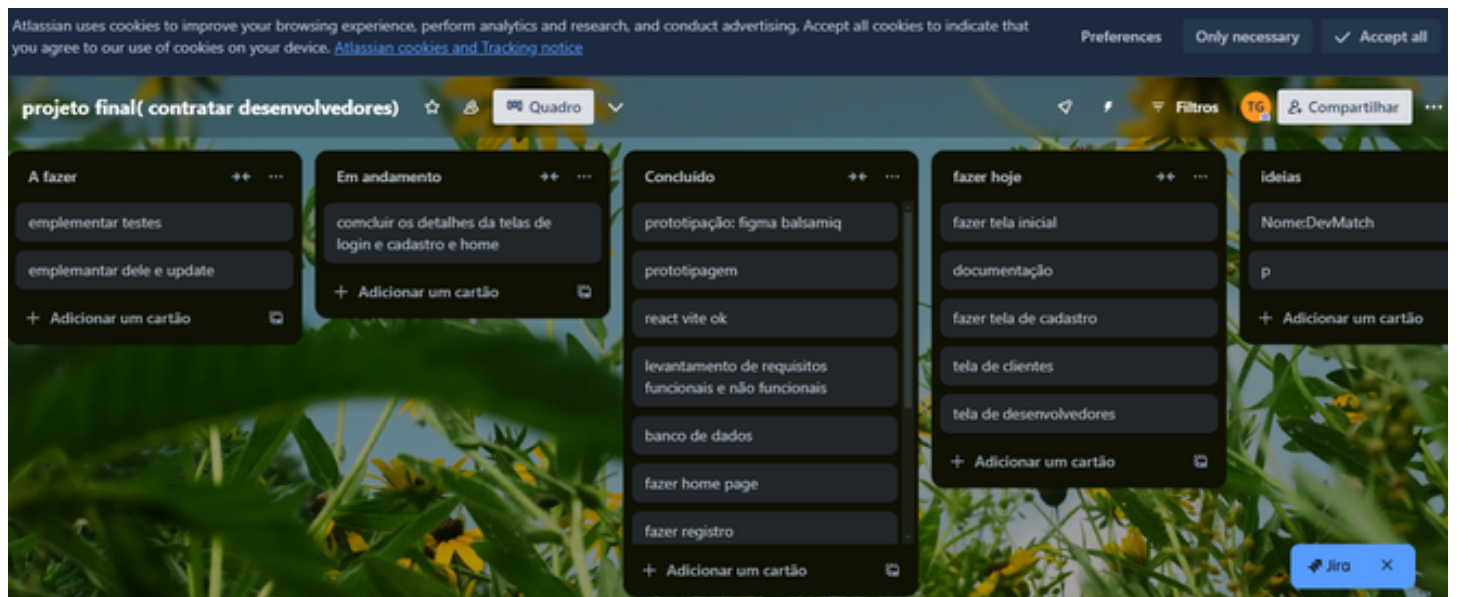 Atlassian uses cookies to improve your browsing experience, perform analytics and research, and conduct advertising. Accept all cookies to indicate that
you agree to our use of cookies on your device. Atlassian cookies and Tracking notice
Preferences
Only necessary
Accept all
projeto final( contratar desenvolvedores)
Quadro
Filtros
TG
Compartilhar
A fazer
emplementar testes
emplemantar dele e update
Adicionar um cartão
Em andamento
comcluir os detalhes da telas de
login e cadastro e home
Adicionar um cartão
Concluído
prototipação: figma balsamiq
prototipagem
react vite ok
levantamento de requisitos
funcionais e não funcionais
banco de dados
fazer home page
fazer registro
Adicionar um cartão
fazer hoje
fazer tela inicial
documentação
fazer tela de cadastro
tela de clientes
tela de desenvolvedores
Adicionar um cartão
ideias
Nome:DevMatch
p
Adicionar um cartão
Jira